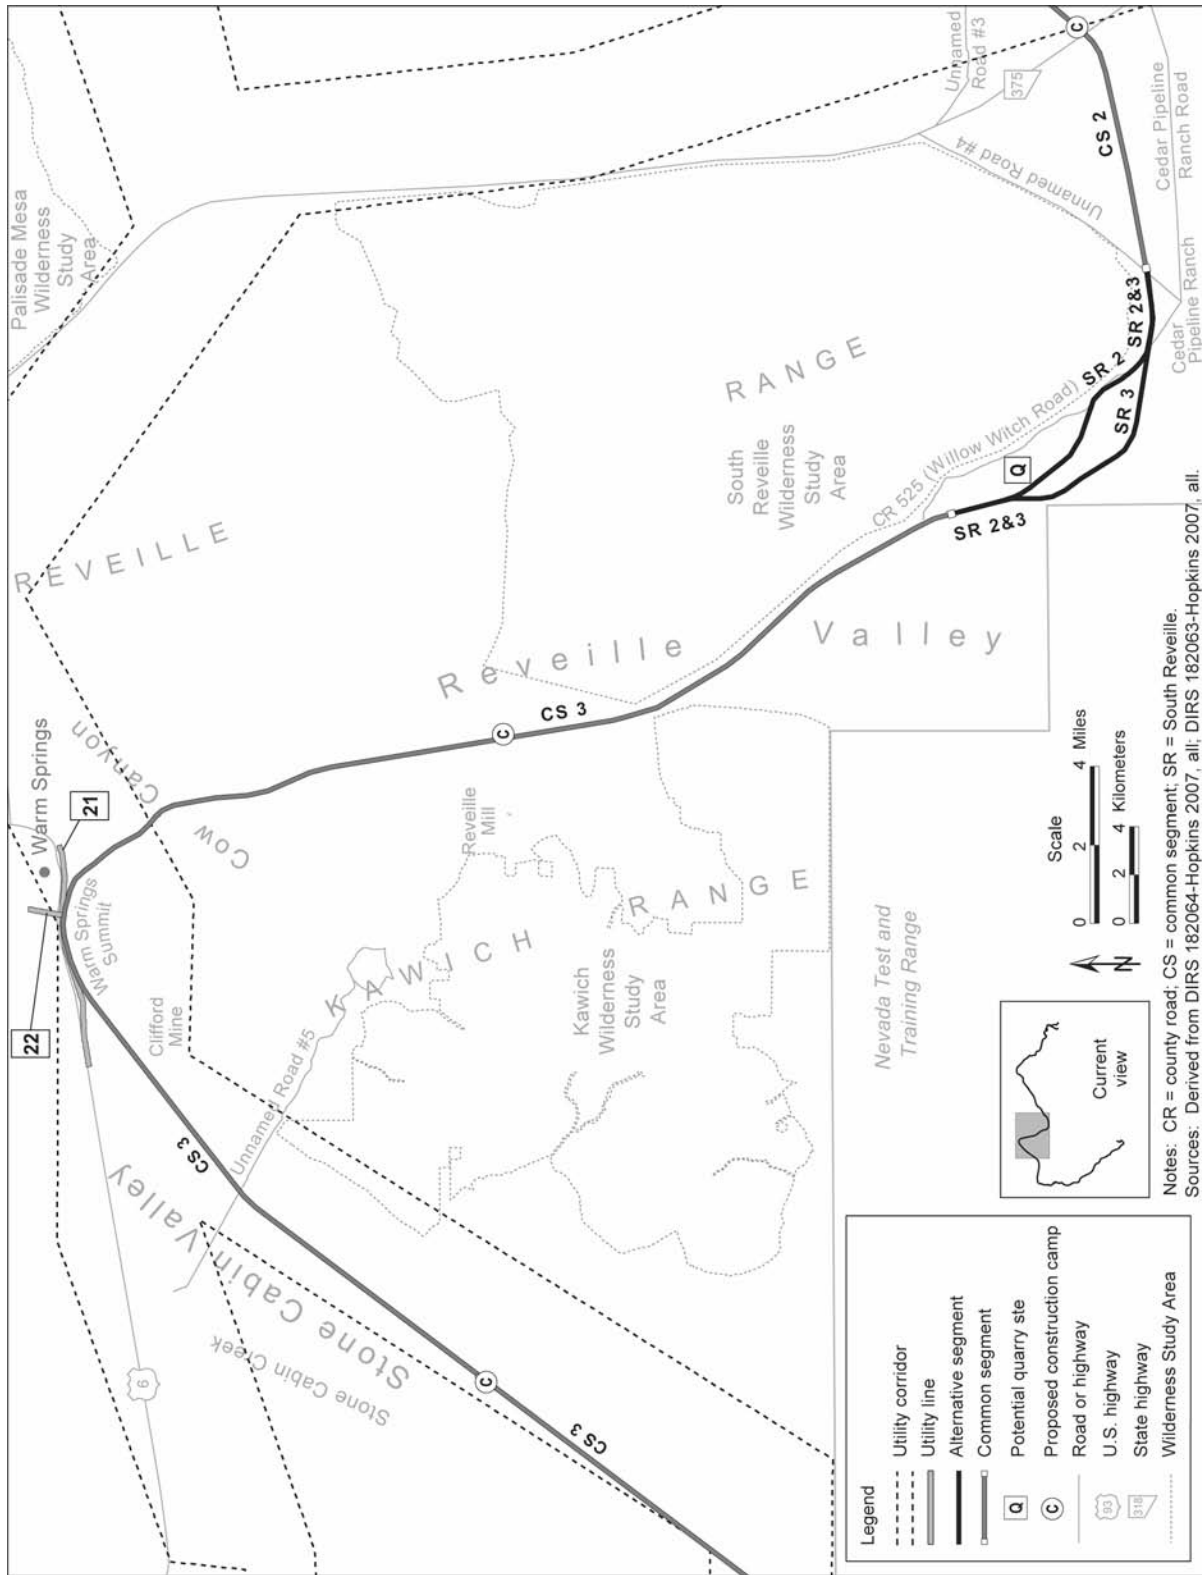 Palisade Mesa
Wilderness
Study
Area
Warm Springs
21
22
Warm Springs
Summit
Cow
Canyon
REVEILLE
RANGE
6
Clifford
Mine
Stone Cabin Valley
Stone Cabin Creek
CS 3
Unnamed Road #5
KAWICH
RANGE
Reveille
Mill
C
CS 3
Reveille
Valley
South
Reveille
Wilderness
Study
Area
Kawich
Wilderness
Study
Area
C
CS 3
CR 525 (Willow Witch Road)
Unnamed
Road #3
375
Unnamed Road #4
C
CS 2
Q
SR 2&3
SR 2
SR 3
SR 2&3
Cedar Pipeline
Ranch Road
Cedar
Pipeline Ranch
Nevada Test and
Training Range
Legend
Utility corridor
Utility line
Alternative segment
Common segment
Q Potential quarry ste
C Proposed construction camp
Road or highway
93 U.S. highway
318 State highway
Wilderness Study Area
Current
view
N
Scale
0 2 4 Miles
0 2 4 Kilometers
Notes: CR = county road; CS = common segment; SR = South Reveille.
Sources: Derived from DIRS 182064-Hopkins 2007, all; DIRS 182063-Hopkins 2007, all.